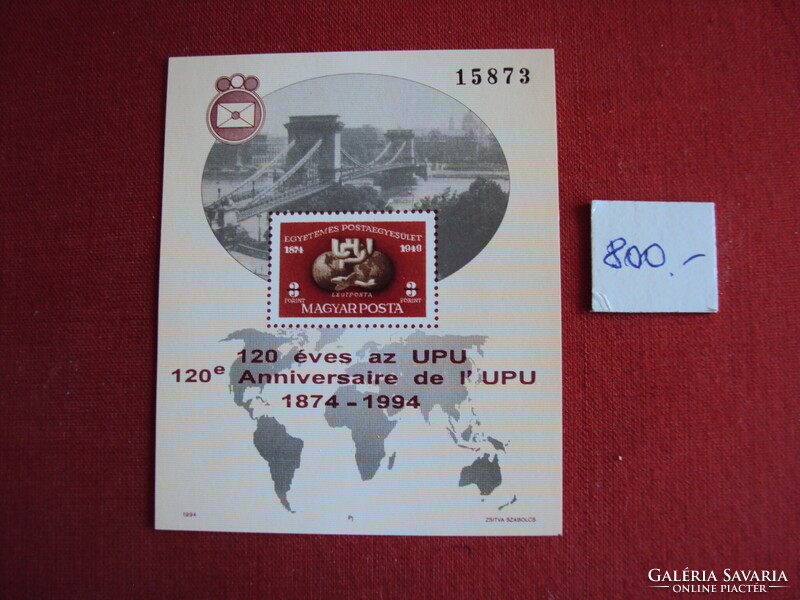 15873
EGYETEMES POSTAEGYESÜLET
1874 1949
UPU
3 FORINT
LÉGIPOSTA
3 FORINT
MAGYAR POSTA
800.-
120 éves az UPU
120e Anniversaire de l'UPU
1874-1994
1994
Pj
ZSITVA SZABOLCS
GALÉRIA SAVARIA
ONLINE PIACTÉR